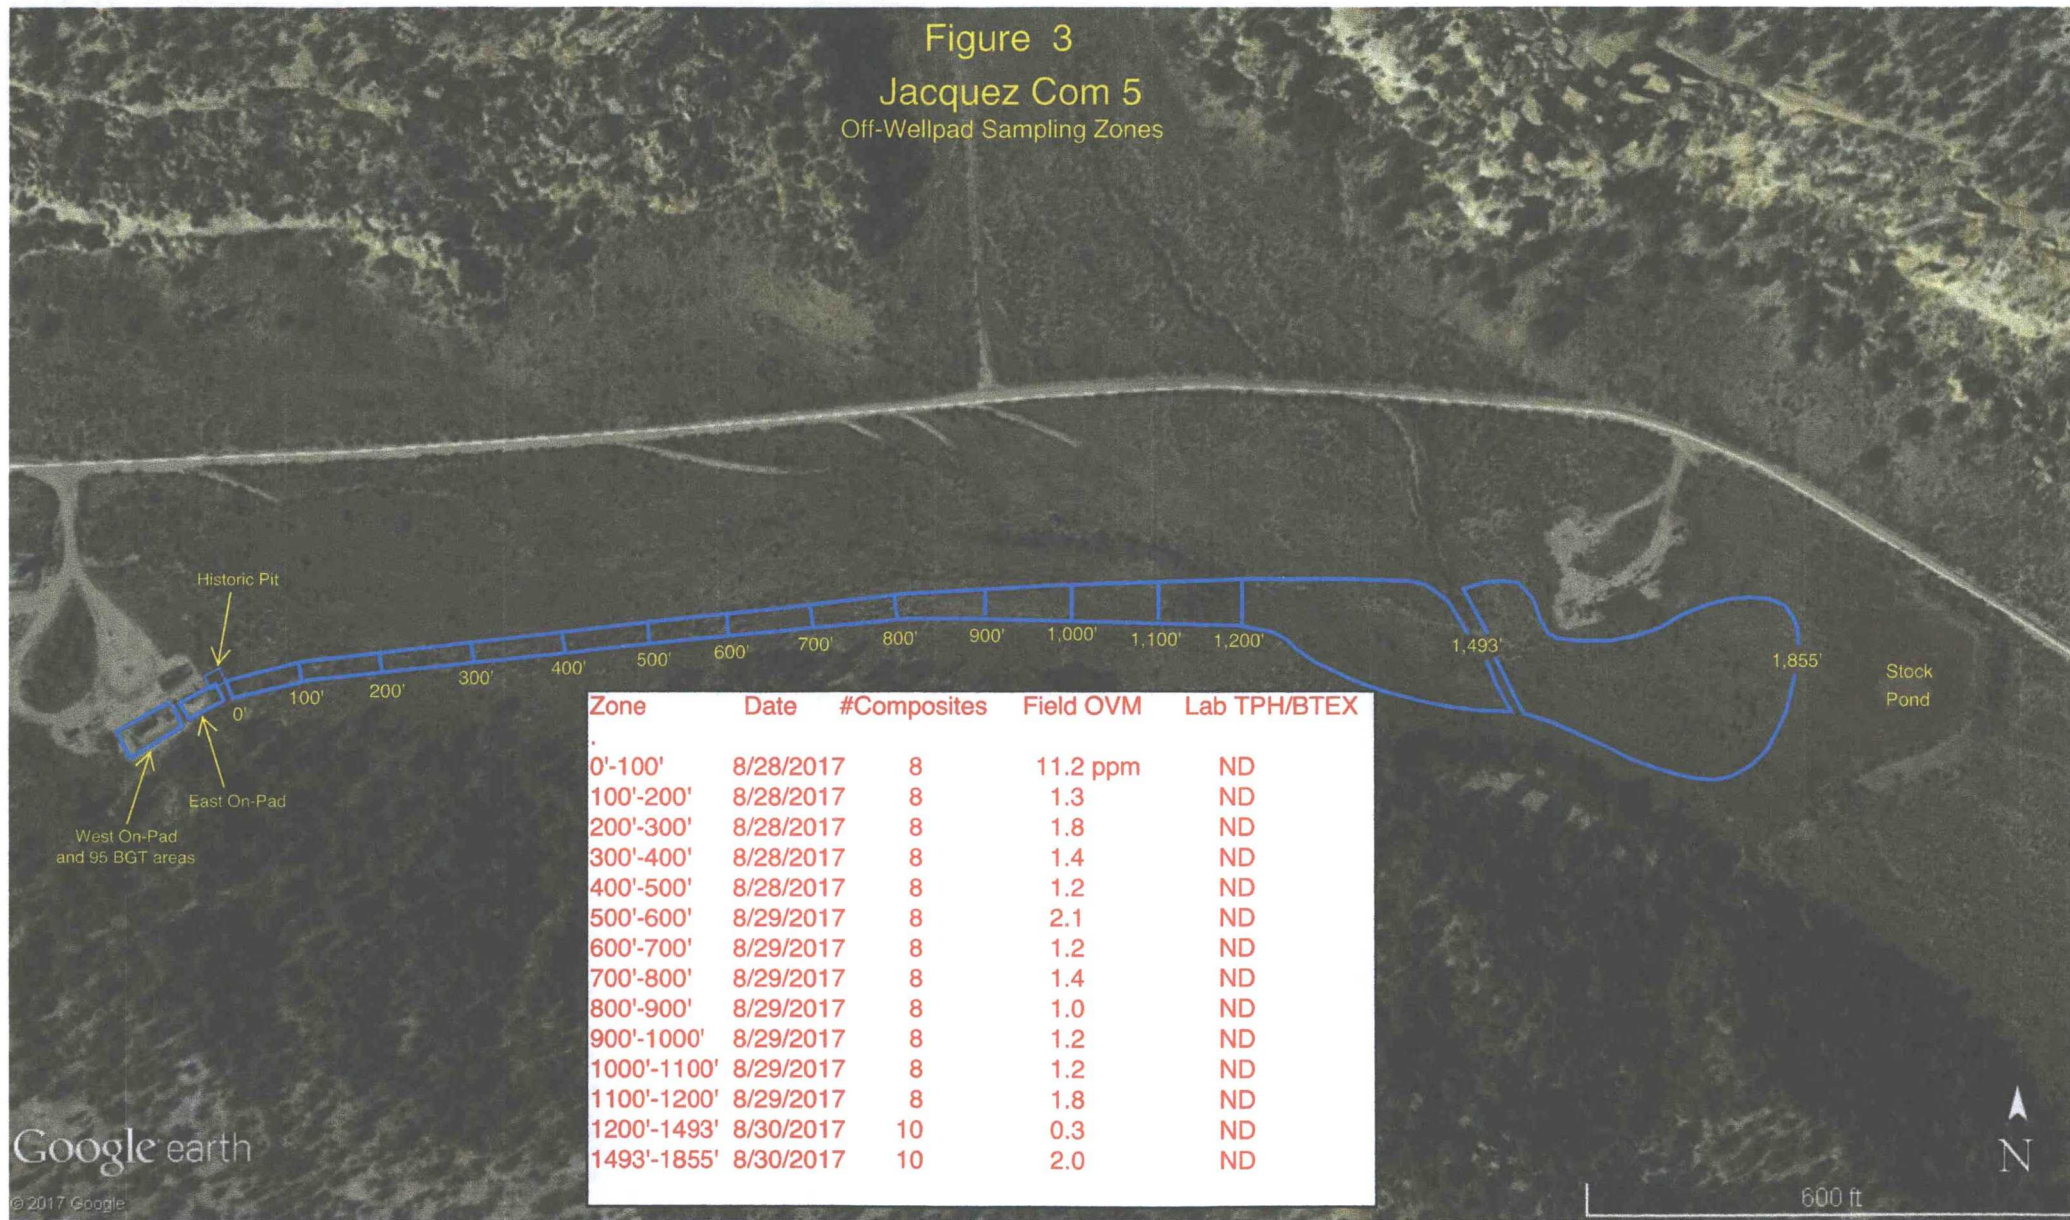 Figure 3
Jacquez Com 5
Off-Wellpad Sampling Zones
Historic Pit
0'
100'
200'
300'
400'
500'
600'
700'
800'
900'
1,000'
1,100'
1,200'
1,493'
1,855'
Stock
Pond
East On-Pad
West On-Pad
and 95 BGT areas
Zone Date #Composites Field OVM Lab TPH/BTEX
.
0'-100' 8/28/2017 8 11.2 ppm ND
100'-200' 8/28/2017 8 1.3 ND
200'-300' 8/28/2017 8 1.8 ND
300'-400' 8/28/2017 8 1.4 ND
400'-500' 8/28/2017 8 1.2 ND
500'-600' 8/29/2017 8 2.1 ND
600'-700' 8/29/2017 8 1.2 ND
700'-800' 8/29/2017 8 1.4 ND
800'-900' 8/29/2017 8 1.0 ND
900'-1000' 8/29/2017 8 1.2 ND
1000'-1100' 8/29/2017 8 1.2 ND
1100'-1200' 8/29/2017 8 1.8 ND
1200'-1493' 8/30/2017 10 0.3 ND
1493'-1855' 8/30/2017 10 2.0 ND
Google earth
© 2017 Google
N
600 ft